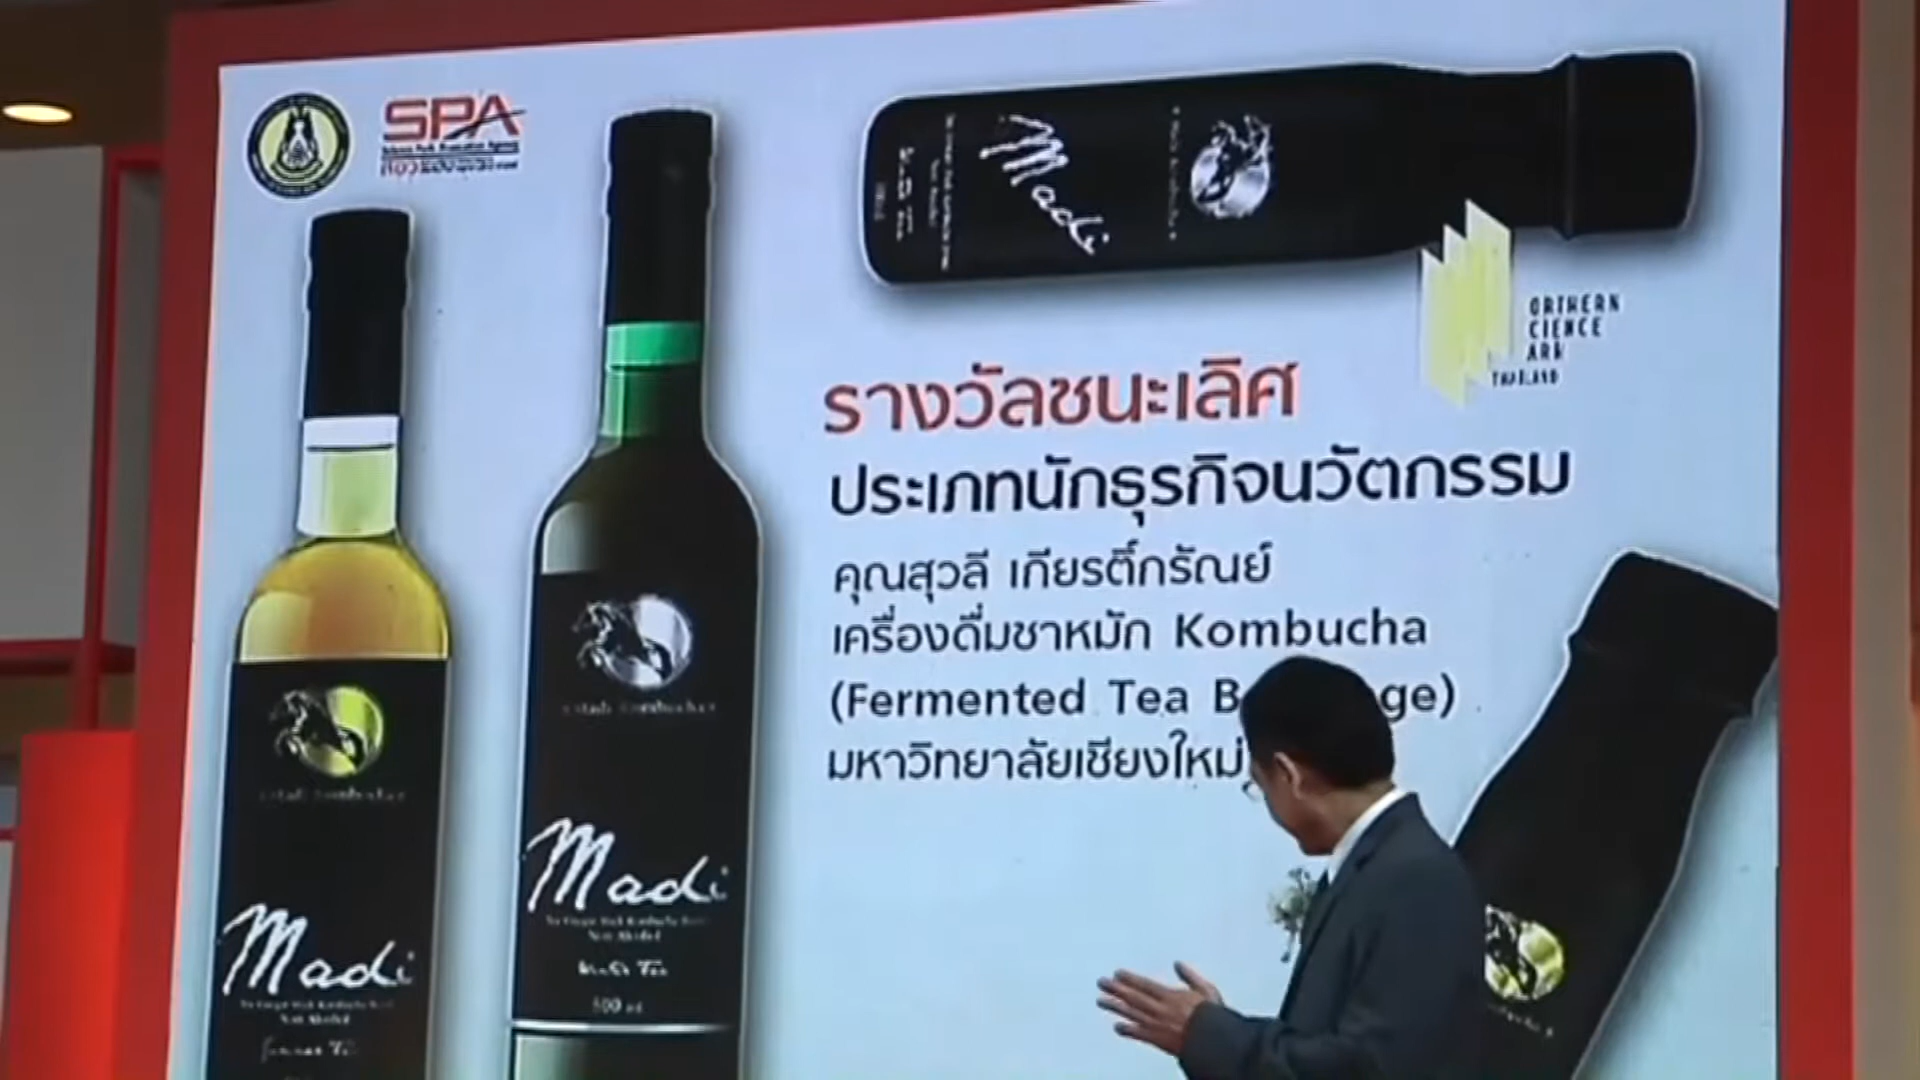 SPA
Madi
ORTHERN
CIENCE
ARK
THAILAND
รางวัลชนะเลิศ
ประเภทนักธุรกิจนวัตกรรม
คุณสุวลี เกียรติ์กรัณย์
เครื่องดื่มชาหมัก Kombucha
(Fermented Tea
มหาวิทยาลัยเชียงใหม่
Madi
Non Alcohol
500 ml
Madi
Non Alcohol